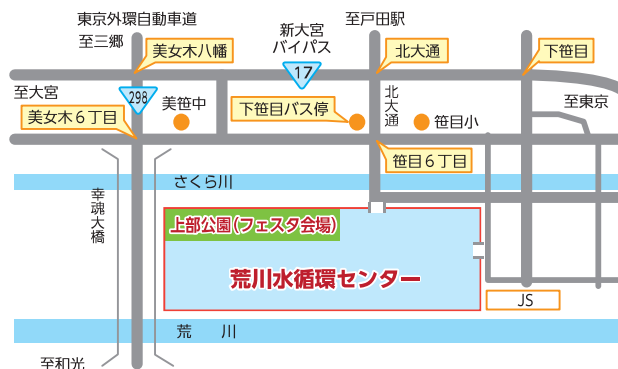 東京外環自動車道
至三郷
新大宮
バイパス
至戸田駅
美女木八幡
北大通
下笹目
17
至大宮
298
美笹中
下笹目バス停
北大通
笹目小
至東京
美女木6丁目
笹目6丁目
さくら川
幸魂大橋
上部公園(フェスタ会場)
荒川水循環センター
JS
荒川
至和光